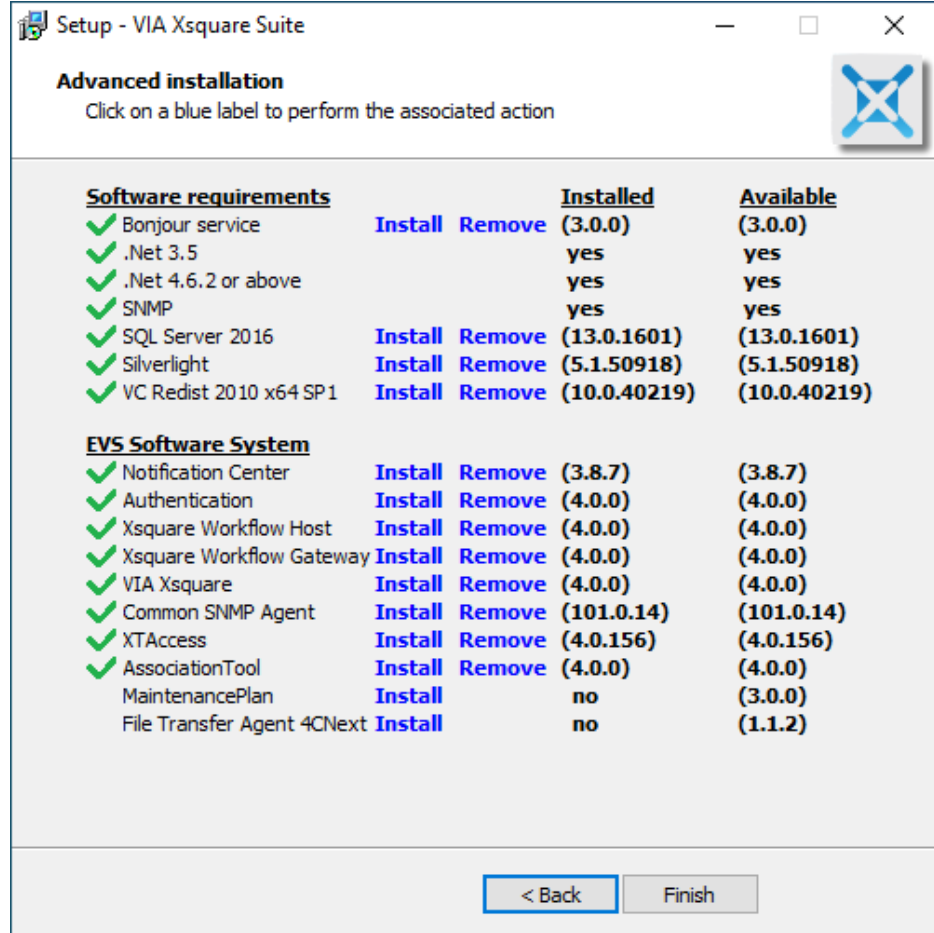 Setup - VIA Xsquare Suite
Advanced installation
Click on a blue label to perform the associated action
Software requirements Installed Available
Bonjour service Install Remove (3.0.0) (3.0.0)
.Net 3.5 yes yes
.Net 4.6.2 or above yes yes
SNMP yes yes
SQL Server 2016 Install Remove (13.0.1601) (13.0.1601)
Silverlight Install Remove (5.1.50918) (5.1.50918)
VC Redist 2010 x64 SP1 Install Remove (10.0.40219) (10.0.40219)
EVS Software System
Notification Center Install Remove (3.8.7) (3.8.7)
Authentication Install Remove (4.0.0) (4.0.0)
Xsquare Workflow Host Install Remove (4.0.0) (4.0.0)
Xsquare Workflow Gateway Install Remove (4.0.0) (4.0.0)
VIA Xsquare Install Remove (4.0.0) (4.0.0)
Common SNMP Agent Install Remove (101.0.14) (101.0.14)
XTAccess Install Remove (4.0.156) (4.0.156)
AssociationTool Install Remove (4.0.0) (4.0.0)
MaintenancePlan Install no (3.0.0)
File Transfer Agent 4CNext Install no (1.1.2)
< Back Finish